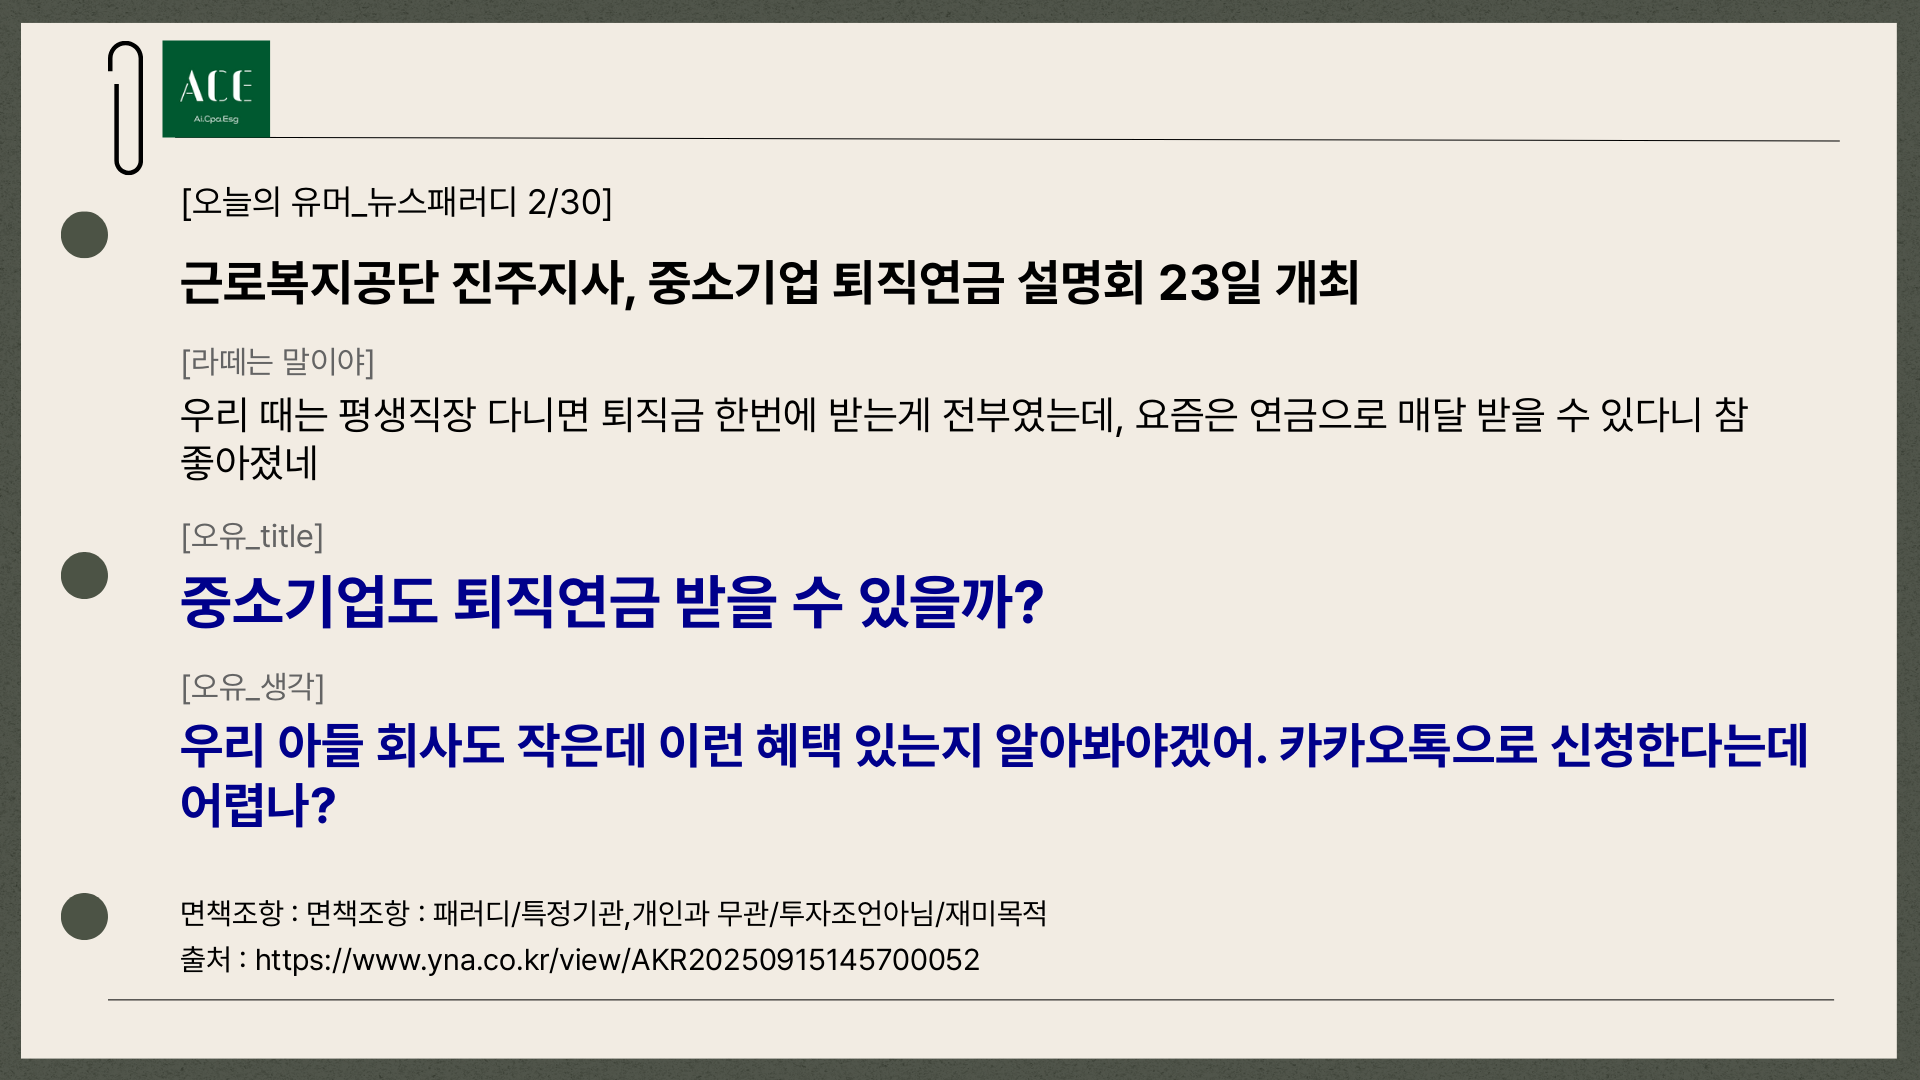 ACE
Ai.Cpa.Esg
[오늘의 유머_뉴스패러디 2/30]
근로복지공단 진주지사, 중소기업 퇴직연금 설명회 23일 개최
[라떼는 말이야]
우리 때는 평생직장 다니면 퇴직금 한번에 받는게 전부였는데, 요즘은 연금으로 매달 받을 수 있다니 참
좋아졌네
[오유_title]
중소기업도 퇴직연금 받을 수 있을까?
[오유_생각]
우리 아들 회사도 작은데 이런 혜택 있는지 알아봐야겠어. 카카오톡으로 신청한다는데
어렵나?
면책조항 : 면책조항 : 패러디/특정기관,개인과 무관/투자조언아님/재미목적
출처 : https://www.yna.co.kr/view/AKR20250915145700052